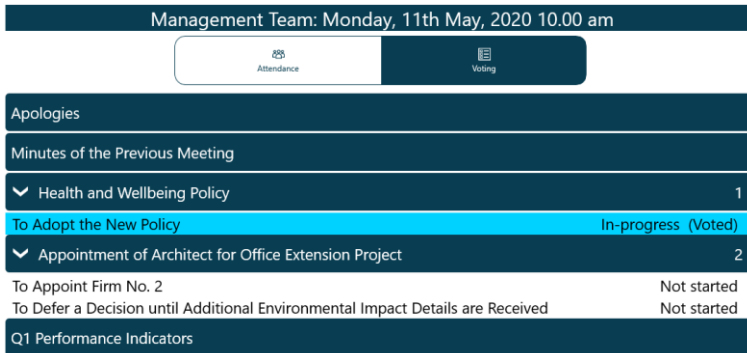 Management Team: Monday, 11th May, 2020 10.00 am
Attendance Voting
Apologies
Minutes of the Previous Meeting
Health and Wellbeing Policy 1
To Adopt the New Policy In-progress (Voted)
Appointment of Architect for Office Extension Project 2
To Appoint Firm No. 2 Not started
To Defer a Decision until Additional Environmental Impact Details are Received Not started
Q1 Performance Indicators